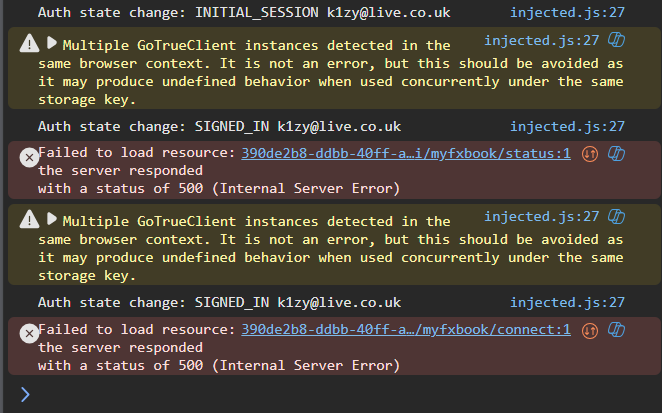 Auth state change: INITIAL_SESSION k1zy@live.co.uk injected.js:27
Multiple GoTrueClient instances detected in the injected.js:27
same browser context. It is not an error, but this should be avoided as
it may produce undefined behavior when used concurrently under the same
storage key.
Auth state change: SIGNED_IN k1zy@live.co.uk injected.js:27
Failed to load resource: 390de2b8-ddbb-40ff-a…i/myfxbook/status:1
the server responded
with a status of 500 (Internal Server Error)
Multiple GoTrueClient instances detected in the injected.js:27
same browser context. It is not an error, but this should be avoided as
it may produce undefined behavior when used concurrently under the same
storage key.
Auth state change: SIGNED_IN k1zy@live.co.uk injected.js:27
Failed to load resource: 390de2b8-ddbb-40ff-a…/myfxbook/connect:1
the server responded
with a status of 500 (Internal Server Error)